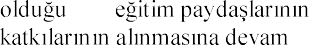 olduğu eğitim paydaşlarının
katkılarının alınmasına devam